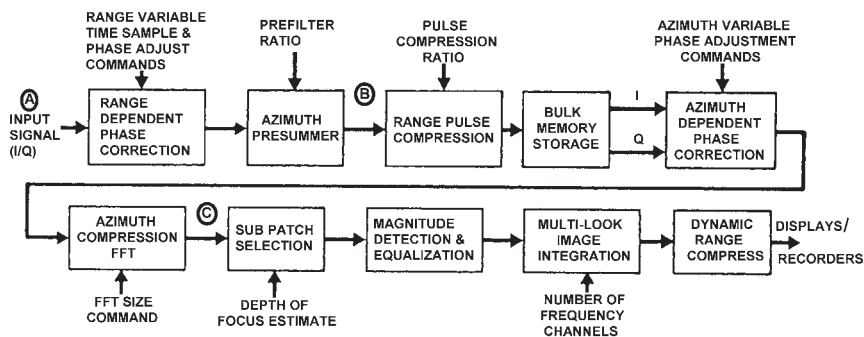 RANGE VARIABLE
TIME SAMPLE &
PHASE ADJUST
COMMANDS
PREFILTER
RATIO
PULSE
COMPRESSION
RATIO
AZIMUTH VARIABLE
PHASE ADJUSTMENT
COMMANDS
A
INPUT
SIGNAL
(I/Q)
RANGE
DEPENDENT
PHASE
CORRECTION
AZIMUTH
PRESUMMER
B
RANGE PULSE
COMPRESSION
BULK
MEMORY
STORAGE
I
Q
AZIMUTH
DEPENDENT
PHASE
CORRECTION
AZIMUTH
COMPRESSION
FFT
C
SUB PATCH
SELECTION
MAGNITUDE
DETECTION &
EQUALIZATION
MULTI-LOOK
IMAGE
INTEGRATION
DYNAMIC
RANGE
COMPRESS
DISPLAYS/
RECORDERS
FFT SIZE
COMMAND
DEPTH OF
FOCUS ESTIMATE
NUMBER OF
FREQUENCY
CHANNELS